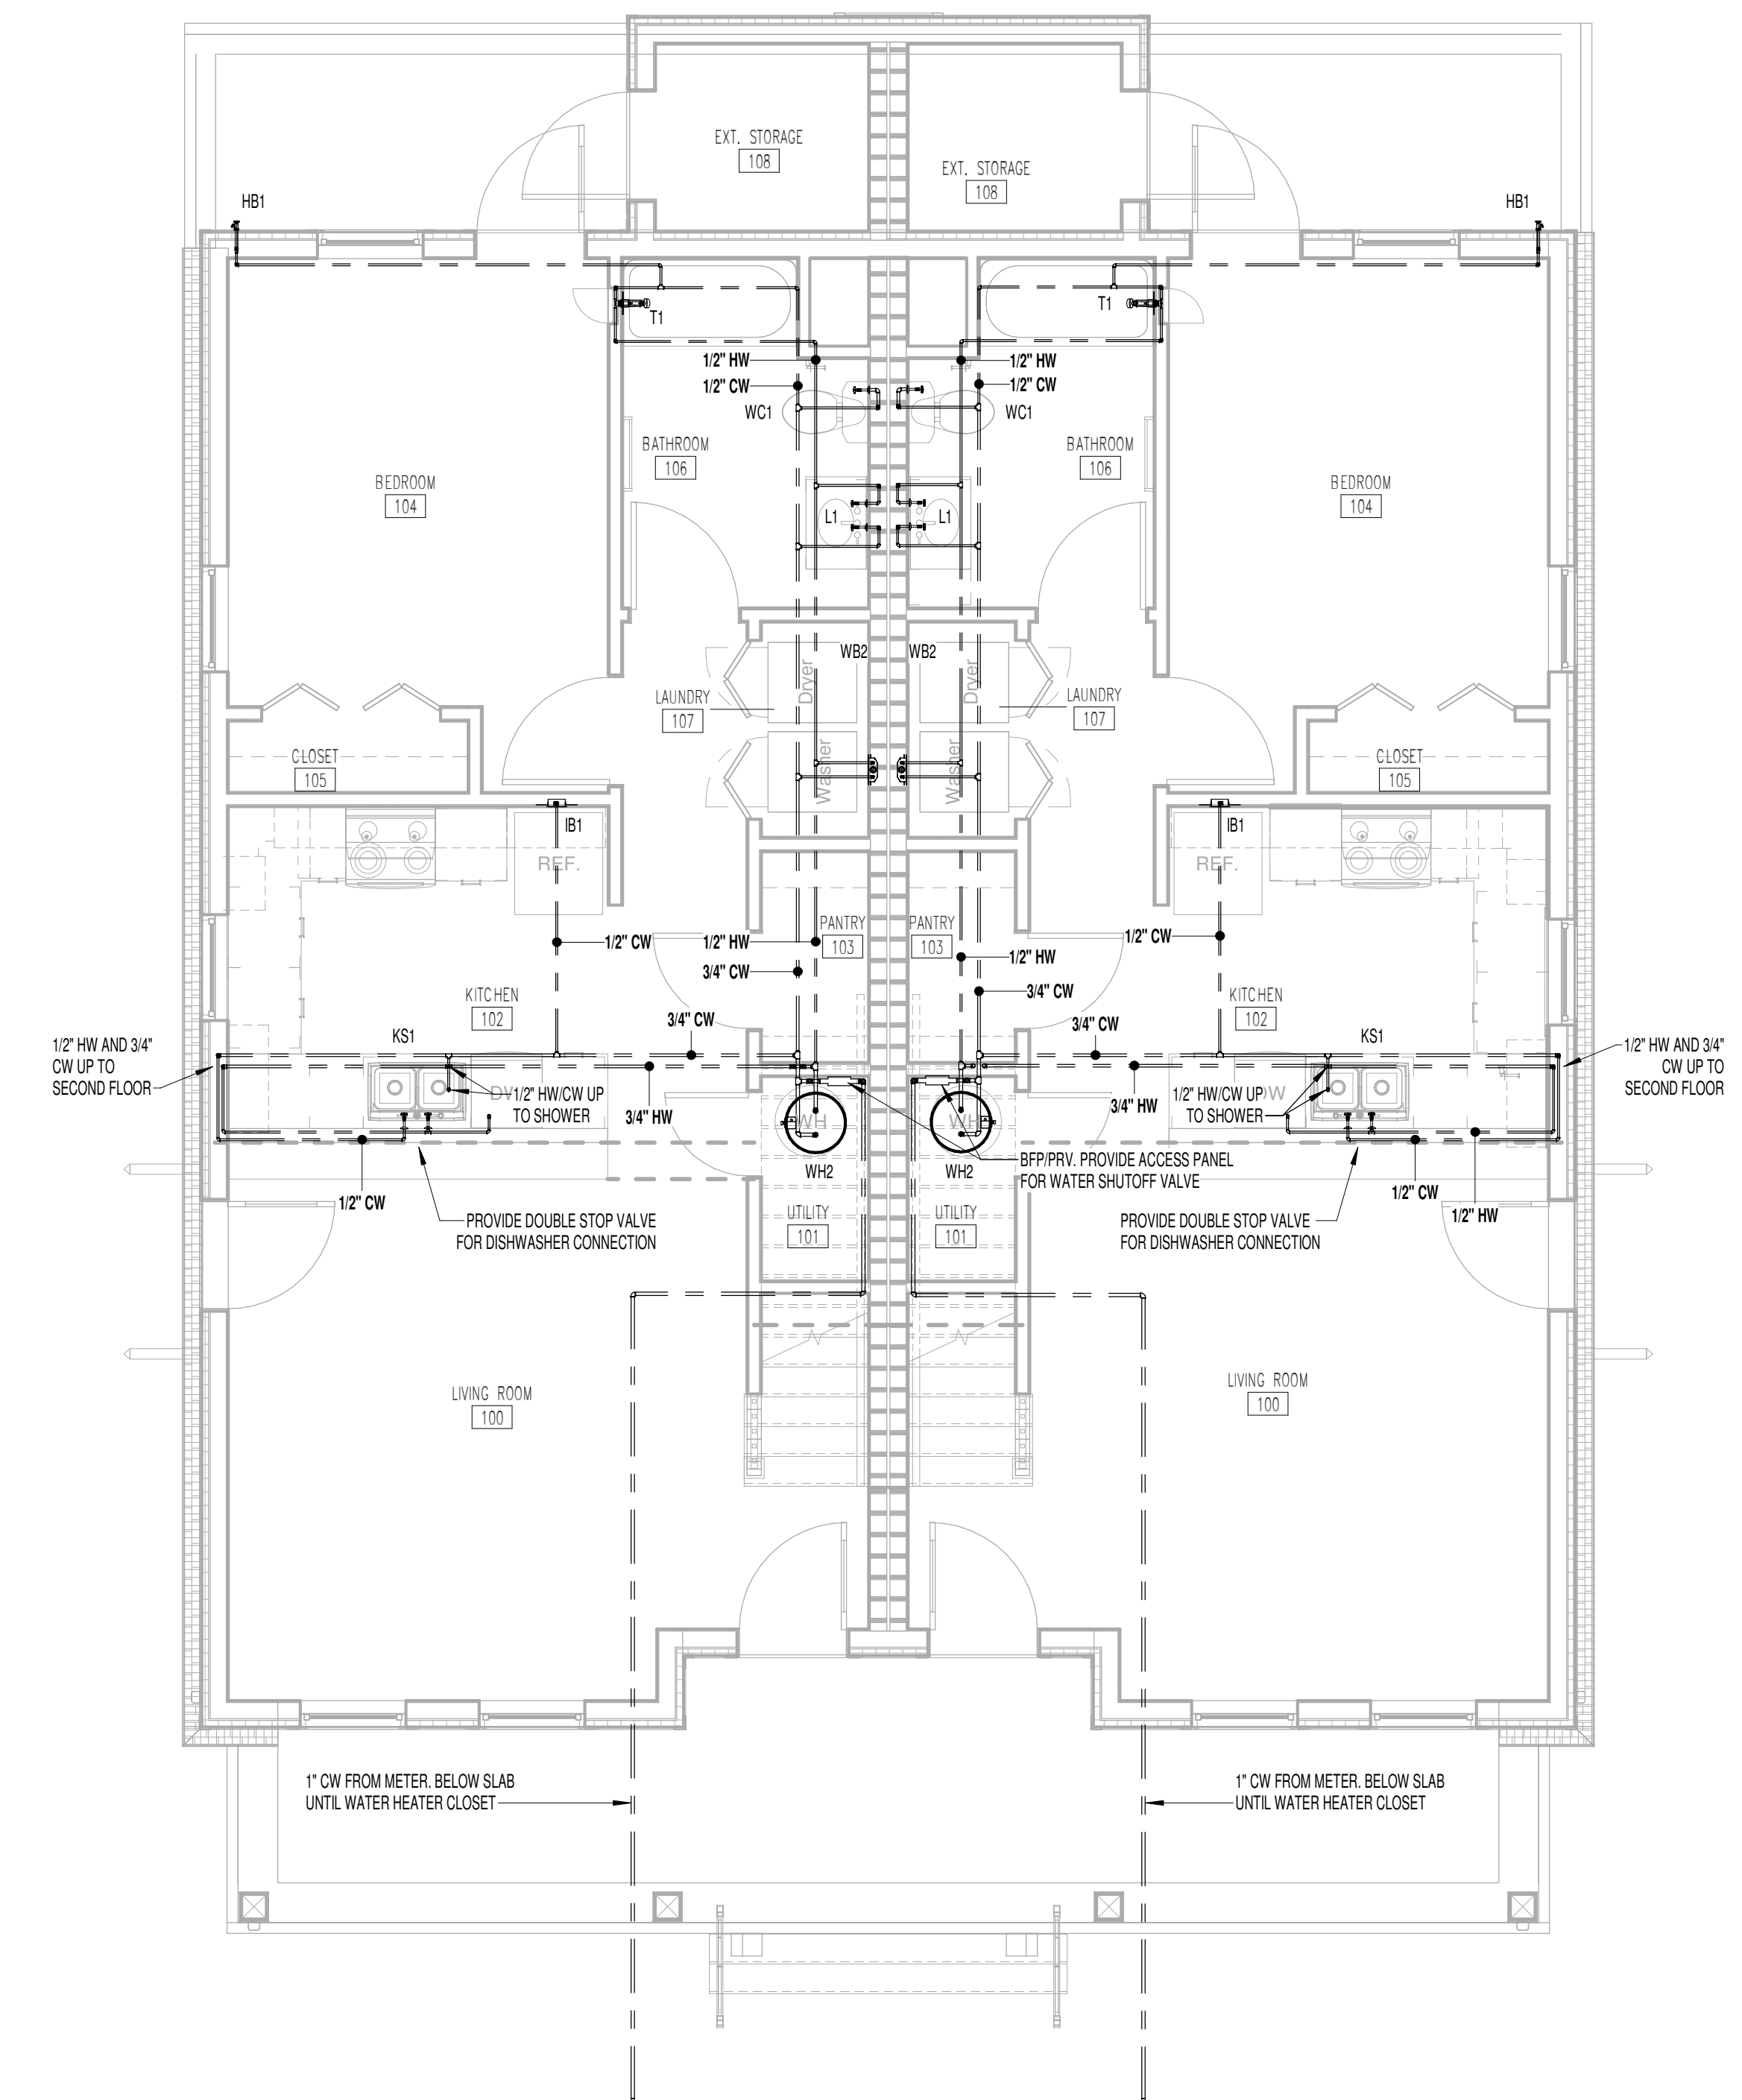 EXT. STORAGE
108
EXT. STORAGE
108
HB1
HB1
T1
T1
1/2" HW
1/2" HW
1/2" CW
1/2" CW
WC1
WC1
BATHROOM
106
BATHROOM
106
BEDROOM
104
BEDROOM
104
L1
L1
WB2
WB2
Dryer
Dryer
LAUNDRY
107
LAUNDRY
107
Washer
Washer
CLOSET
105
CLOSET
105
IB1
IB1
REF.
REF.
PANTRY
103
PANTRY
103
1/2" CW
1/2" HW
3/4" CW
1/2" CW
1/2" HW
3/4" CW
KITCHEN
102
KITCHEN
102
3/4" CW
3/4" CW
KS1
KS1
1/2" HW AND 3/4"
CW UP TO
SECOND FLOOR
1/2" HW AND 3/4"
CW UP TO
SECOND FLOOR
1/2" HW/CW UP
TO SHOWER
1/2" HW/CW UP
TO SHOWER
3/4" HW
3/4" HW
WH
WH
WH2
WH2
BFP/PRV. PROVIDE ACCESS PANEL
FOR WATER SHUTOFF VALVE
1/2" CW
1/2" CW
1/2" HW
PROVIDE DOUBLE STOP VALVE
FOR DISHWASHER CONNECTION
PROVIDE DOUBLE STOP VALVE
FOR DISHWASHER CONNECTION
UTILITY
101
UTILITY
101
LIVING ROOM
100
LIVING ROOM
100
1" CW FROM METER. BELOW SLAB
UNTIL WATER HEATER CLOSET
1" CW FROM METER. BELOW SLAB
UNTIL WATER HEATER CLOSET